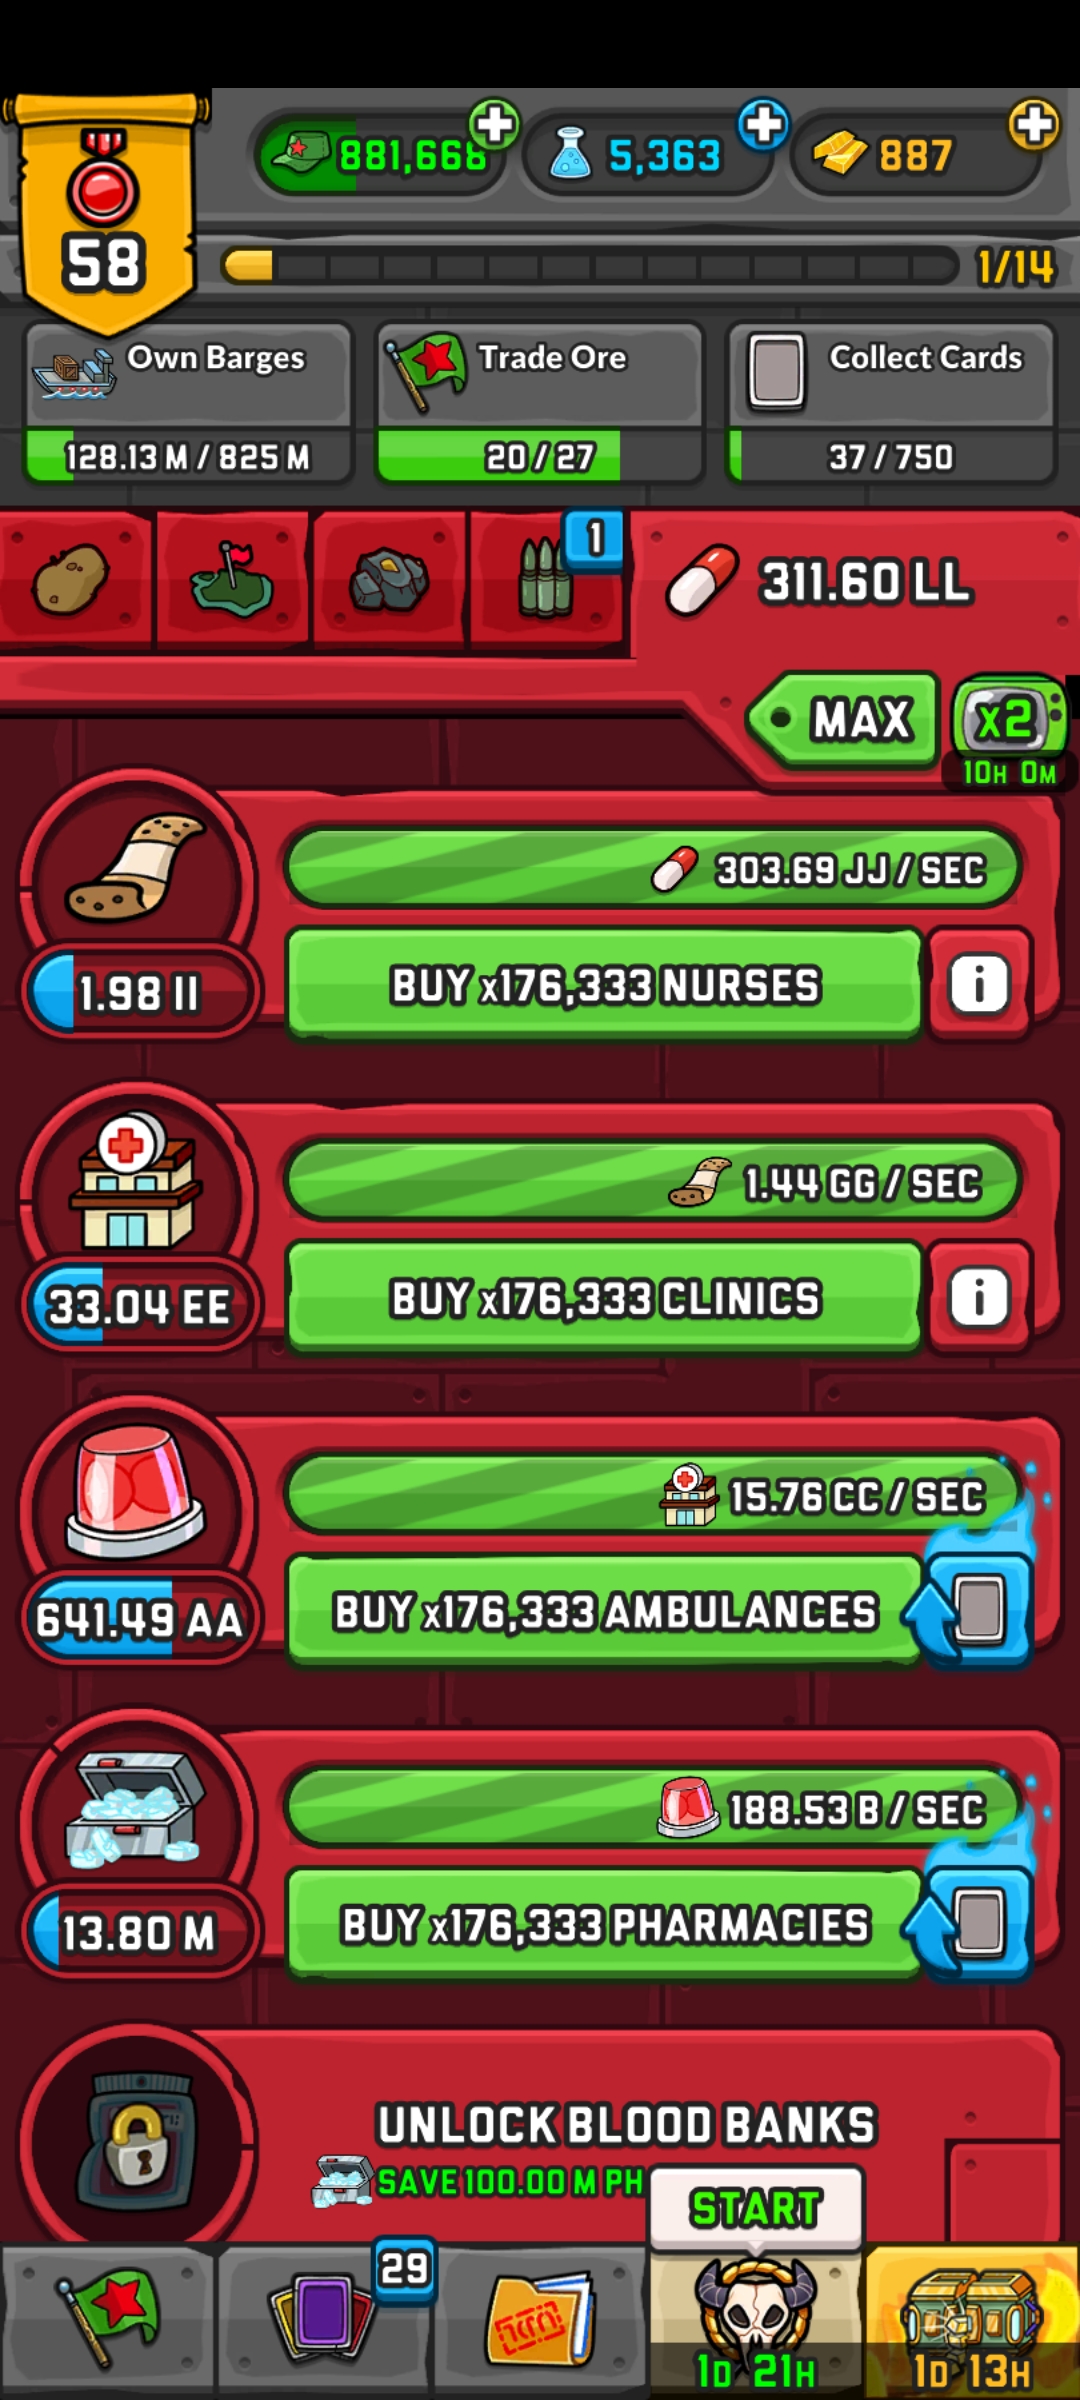 881,668
5,363
887
58
1/14
Own Barges
Trade Ore
Collect Cards
128.13 M / 825 M
20 / 27
37 / 750
1
311.60 LL
MAX
x2
10H 0M
303.69 JJ / SEC
1.98 II
BUY x176,333 NURSES
i
1.44 GG / SEC
33.04 EE
BUY x176,333 CLINICS
i
15.76 CC / SEC
641.49 AA
BUY x176,333 AMBULANCES
188.53 B / SEC
13.80 M
BUY x176,333 PHARMACIES
UNLOCK BLOOD BANKS
SAVE 100.00 M PH
START
29
1D 21H
1D 13H